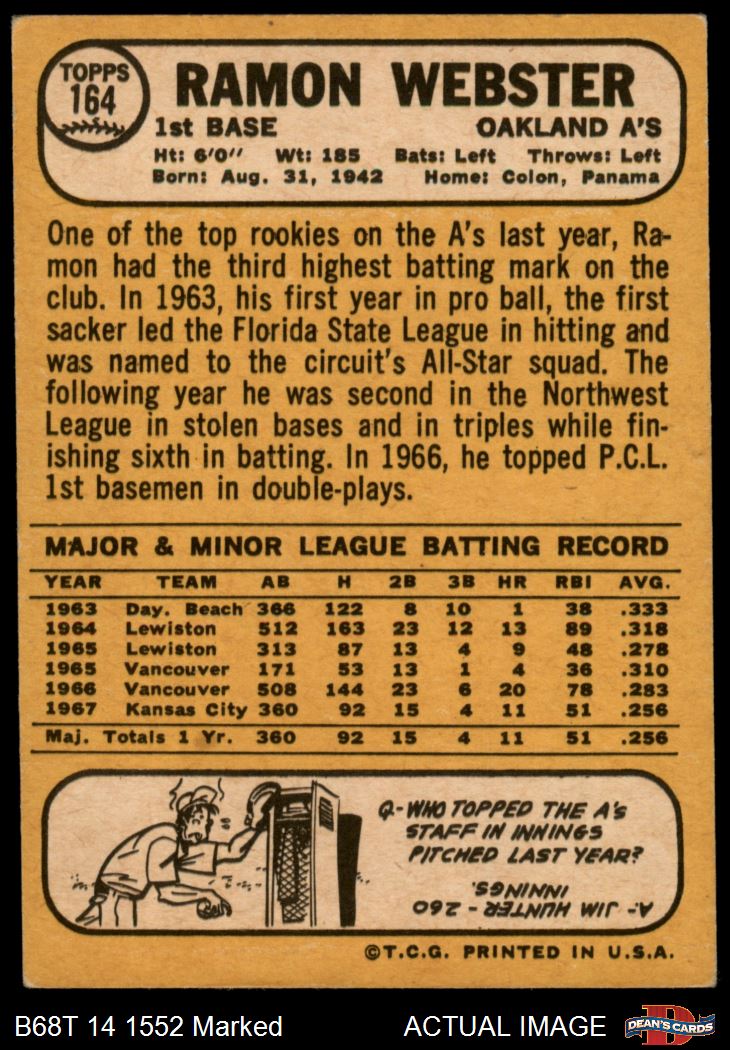 TOPPS
164
RAMON WEBSTER
1st BASE OAKLAND A'S
Ht: 6'0'' Wt: 185 Bats: Left Throws: Left
Born: Aug. 31, 1942 Home: Colon, Panama
One of the top rookies on the A's last year, Ra-
mon had the third highest batting mark on the
club. In 1963, his first year in pro ball, the first
sacker led the Florida State League in hitting and
was named to the circuit's All-Star squad. The
following year he was second in the Northwest
League in stolen bases and in triples while fin-
ishing sixth in batting. In 1966, he topped P.C.L.
1st basemen in double-plays.
MAJOR & MINOR LEAGUE BATTING RECORD
YEAR TEAM AB H 2B 3B HR RBI AVG.
1963 Day. Beach 366 122 8 10 1 38 .333
1964 Lewiston 512 163 23 12 13 89 .318
1965 Lewiston 313 87 13 4 9 48 .278
1965 Vancouver 171 53 13 1 4 36 .310
1966 Vancouver 508 144 23 6 20 78 .283
1967 Kansas City 360 92 15 4 11 51 .256
Maj. Totals 1 Yr. 360 92 15 4 11 51 .256
Q-WHO TOPPED THE A's
STAFF IN INNINGS
PITCHED LAST YEAR?
A- JIM HUNTER - 260
INNINGS.
©T.C.G. PRINTED IN U.S.A.
B68T 14 1552 Marked ACTUAL IMAGE
D
DEAN'S CARDS